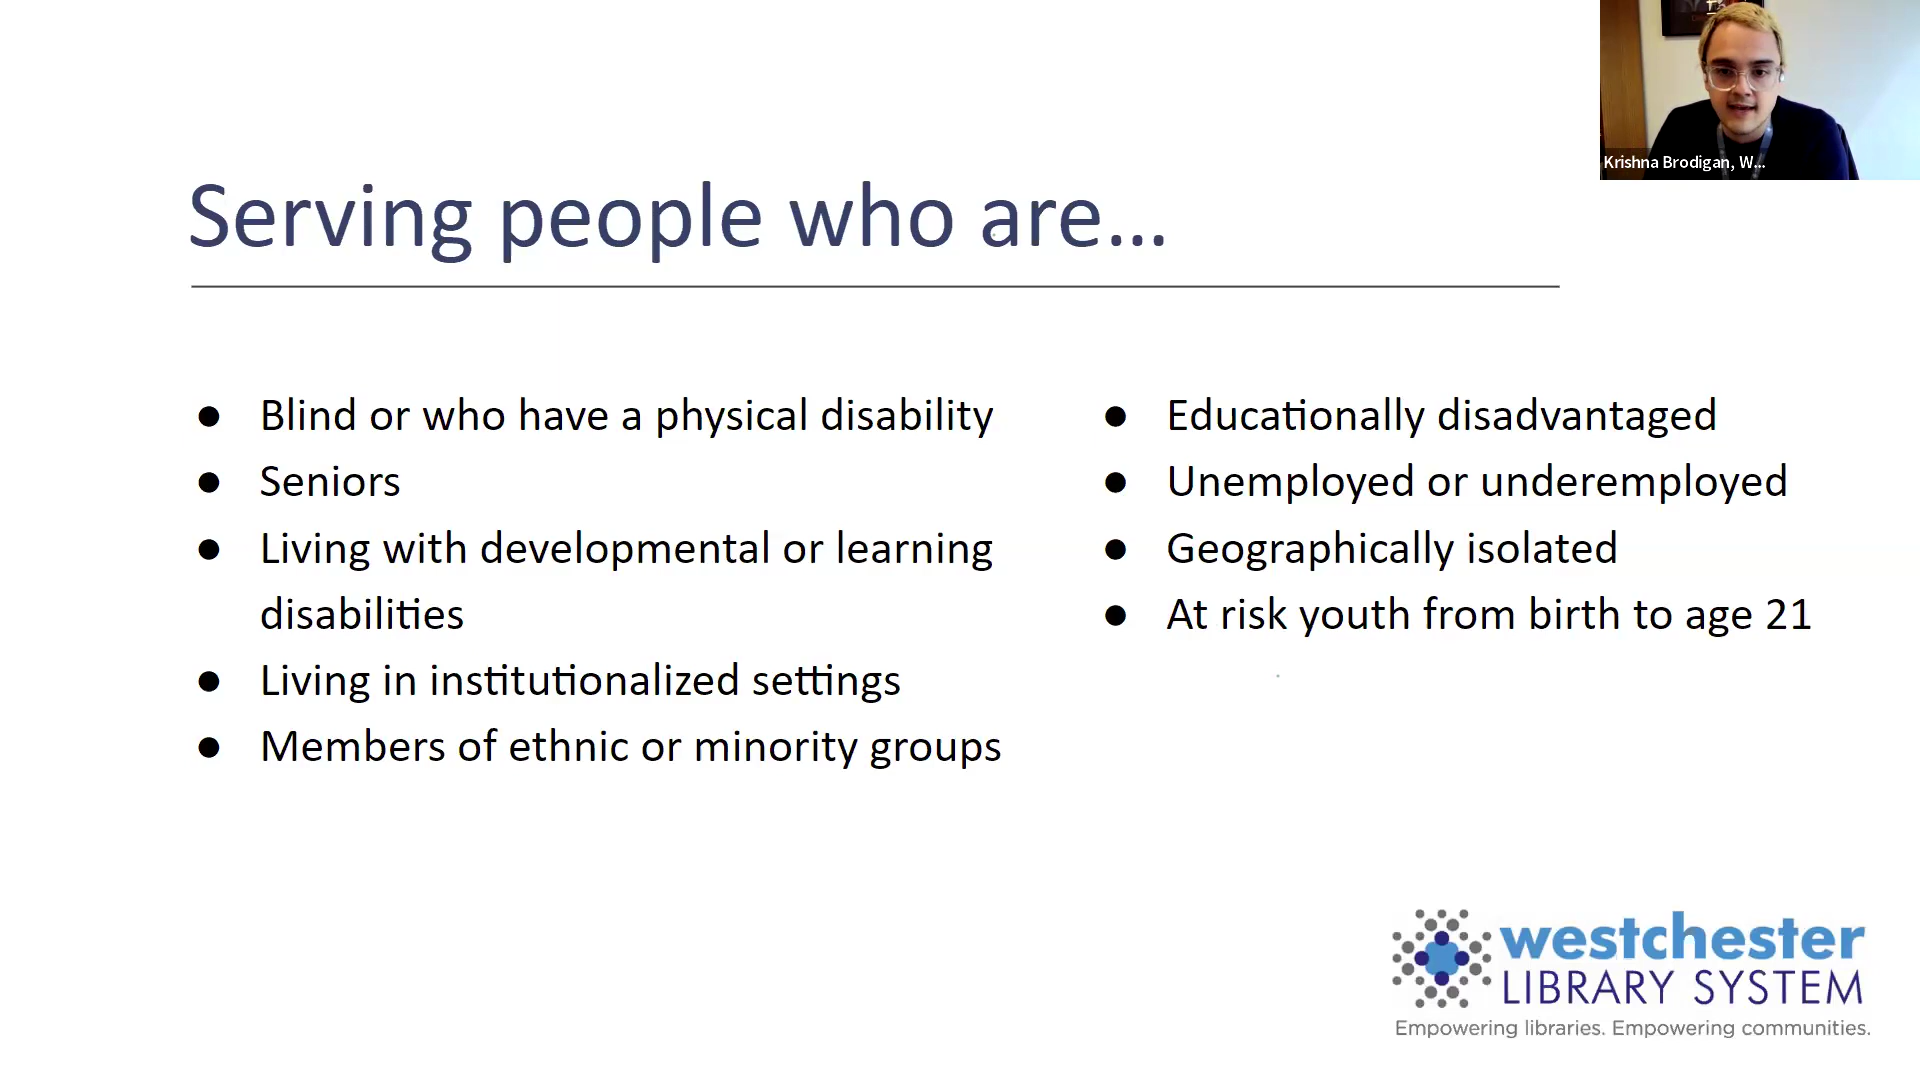 Krishna Brodigan, W...
Serving people who are...
● Blind or who have a physical disability
● Seniors
● Living with developmental or learning
disabilities
● Living in institutionalized settings
● Members of ethnic or minority groups
● Educationally disadvantaged
● Unemployed or underemployed
● Geographically isolated
● At risk youth from birth to age 21
westchester
LIBRARY SYSTEM
Empowering libraries. Empowering communities.